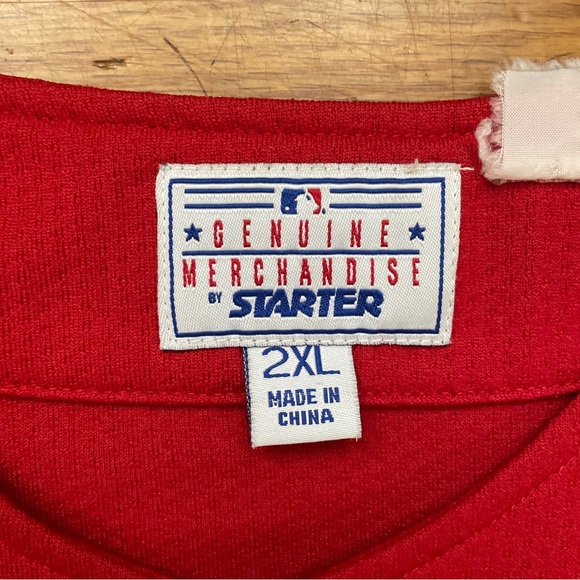 GENUINE
MERCHANDISE
BY STARTER
2XL
MADE IN
CHINA